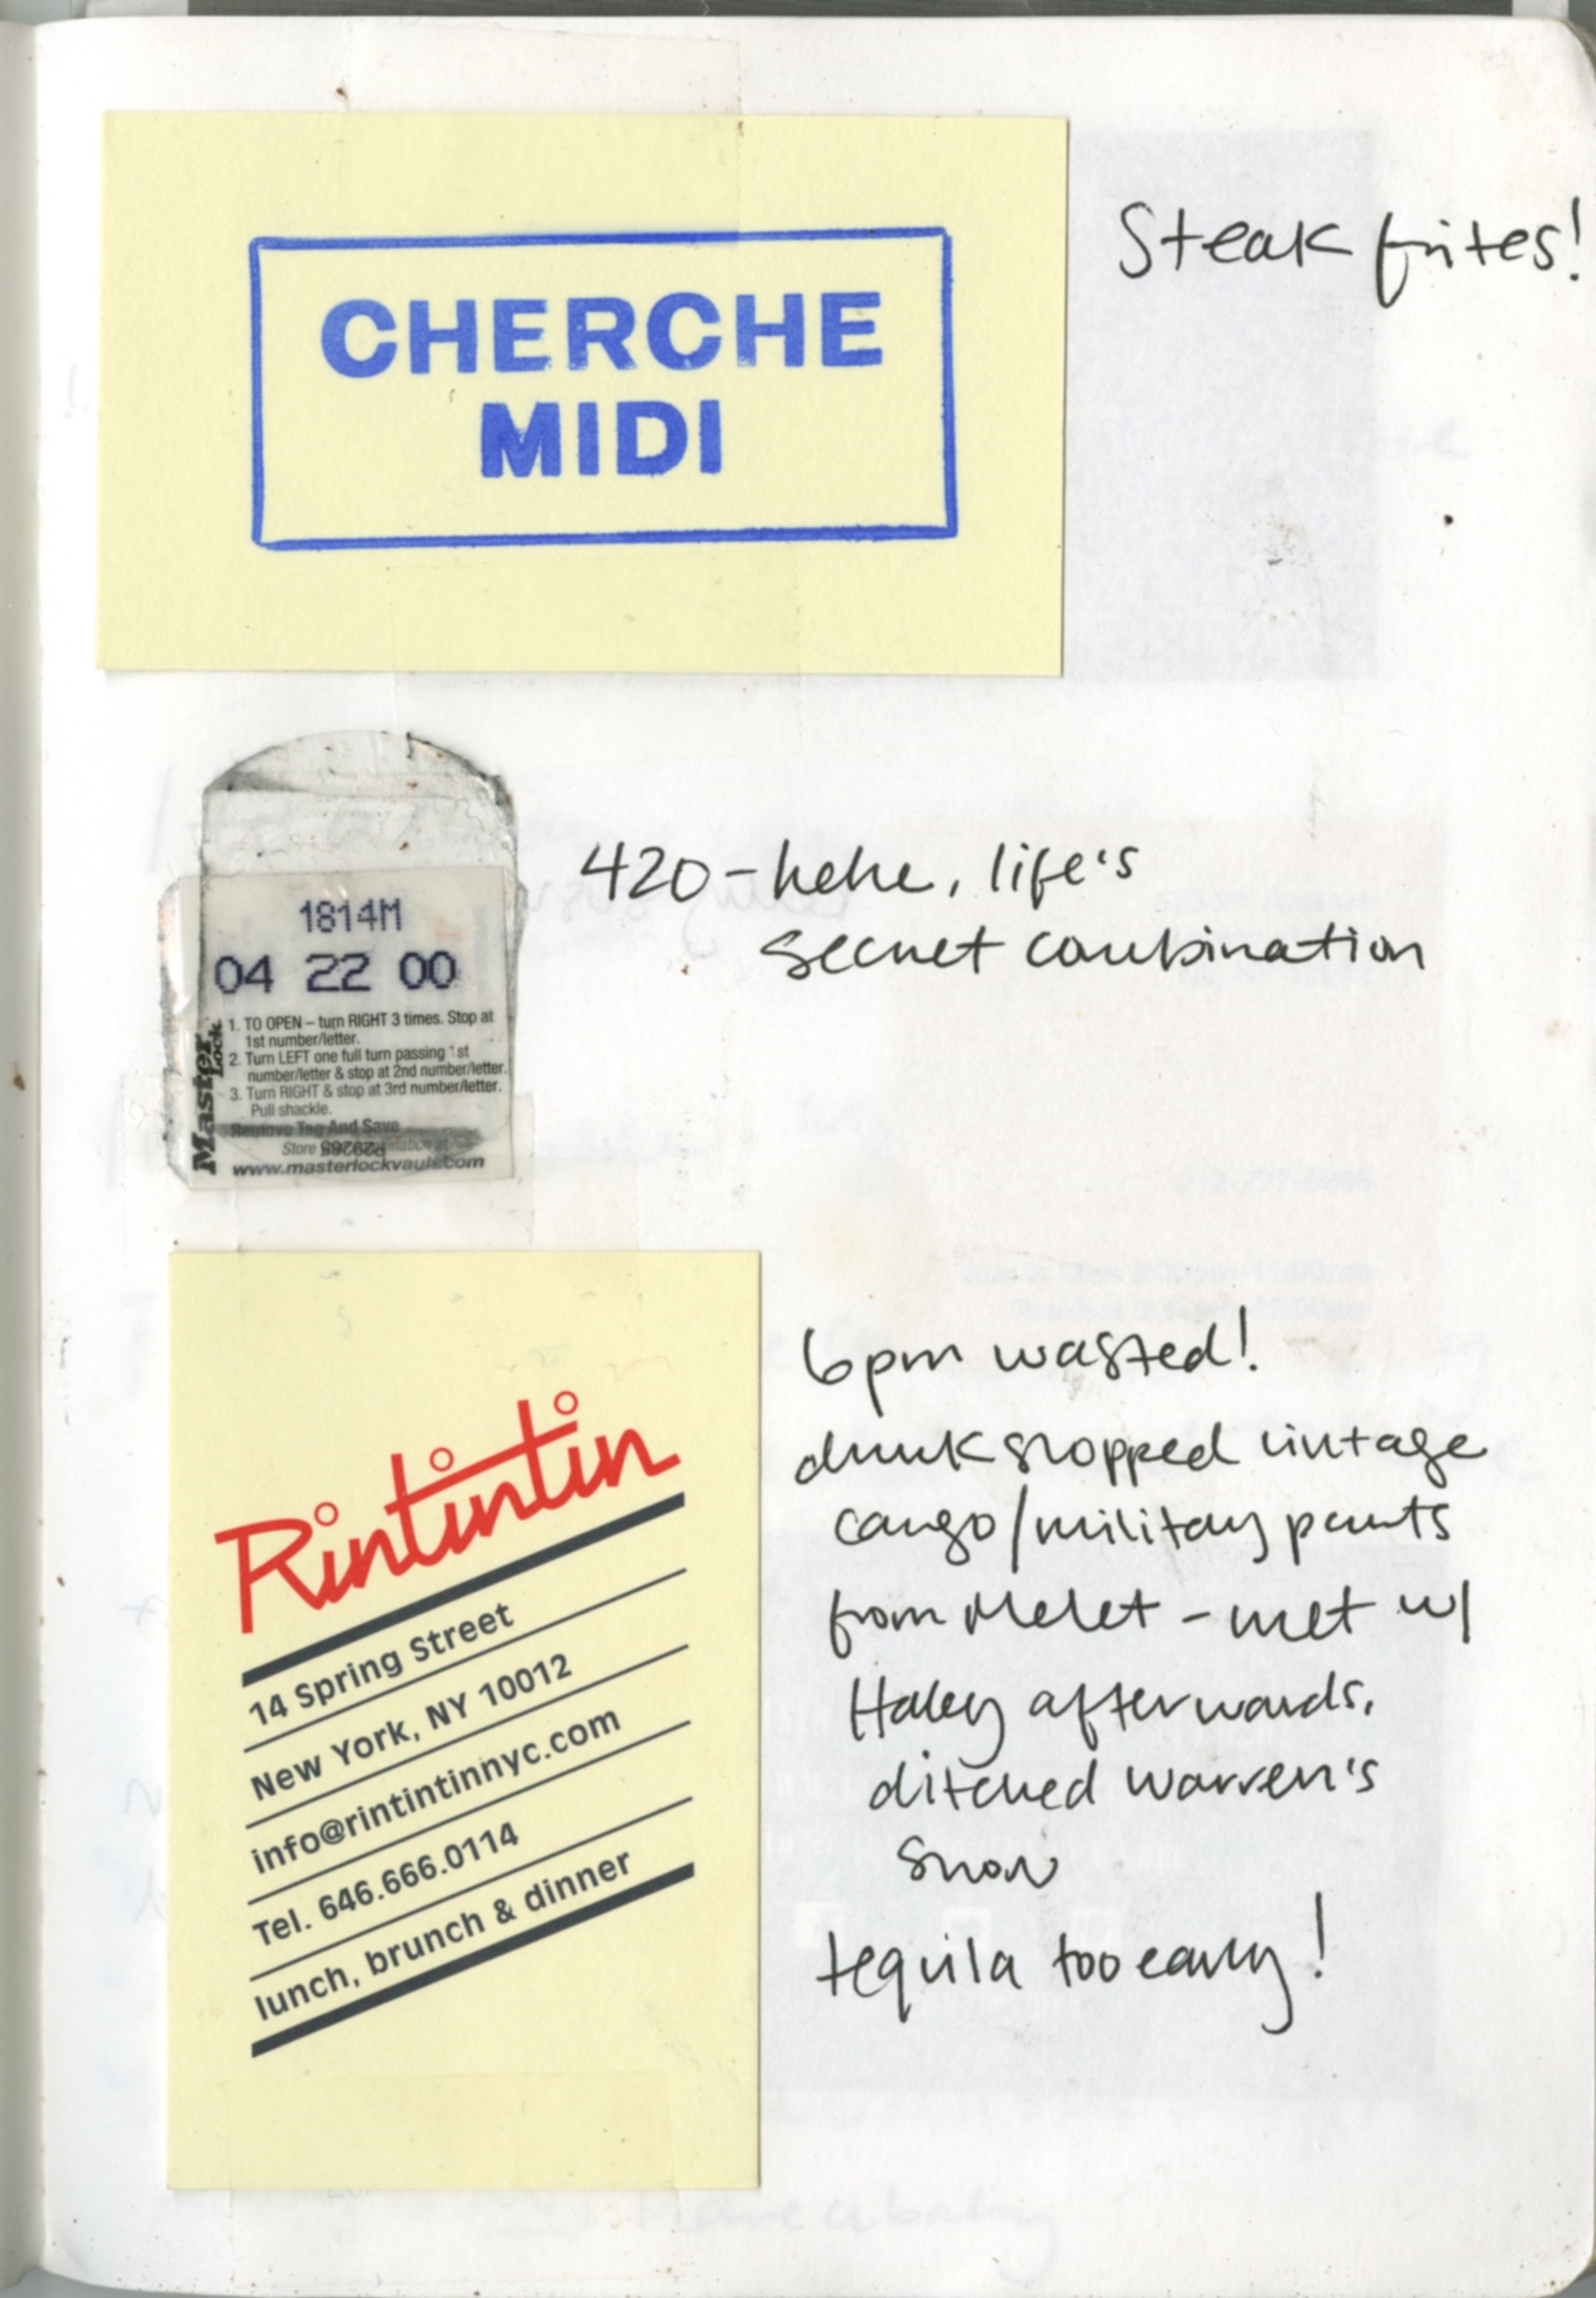 CHERCHE
MIDI
Steak frites!
1814M
04 22 00
Master
Lock
1. TO OPEN – turn RIGHT 3 times. Stop at
1st number/letter.
2. Turn LEFT one full turn passing 1st
number/letter & stop at 2nd number/letter.
3. Turn RIGHT & stop at 3rd number/letter.
Pull shackle.
Remove Tag And Save
Store
www.masterlockvault.com
420 – hehe, life's
secret combination
Rintintin
14 Spring Street
New York, NY 10012
info@rintintinnyc.com
Tel. 646.666.0114
lunch, brunch & dinner
6pm wasted!
drunk shopped vintage
cargo/military pants
from Melet – met w/
Haley afterwards,
ditched Warren's
show
tequila too early!